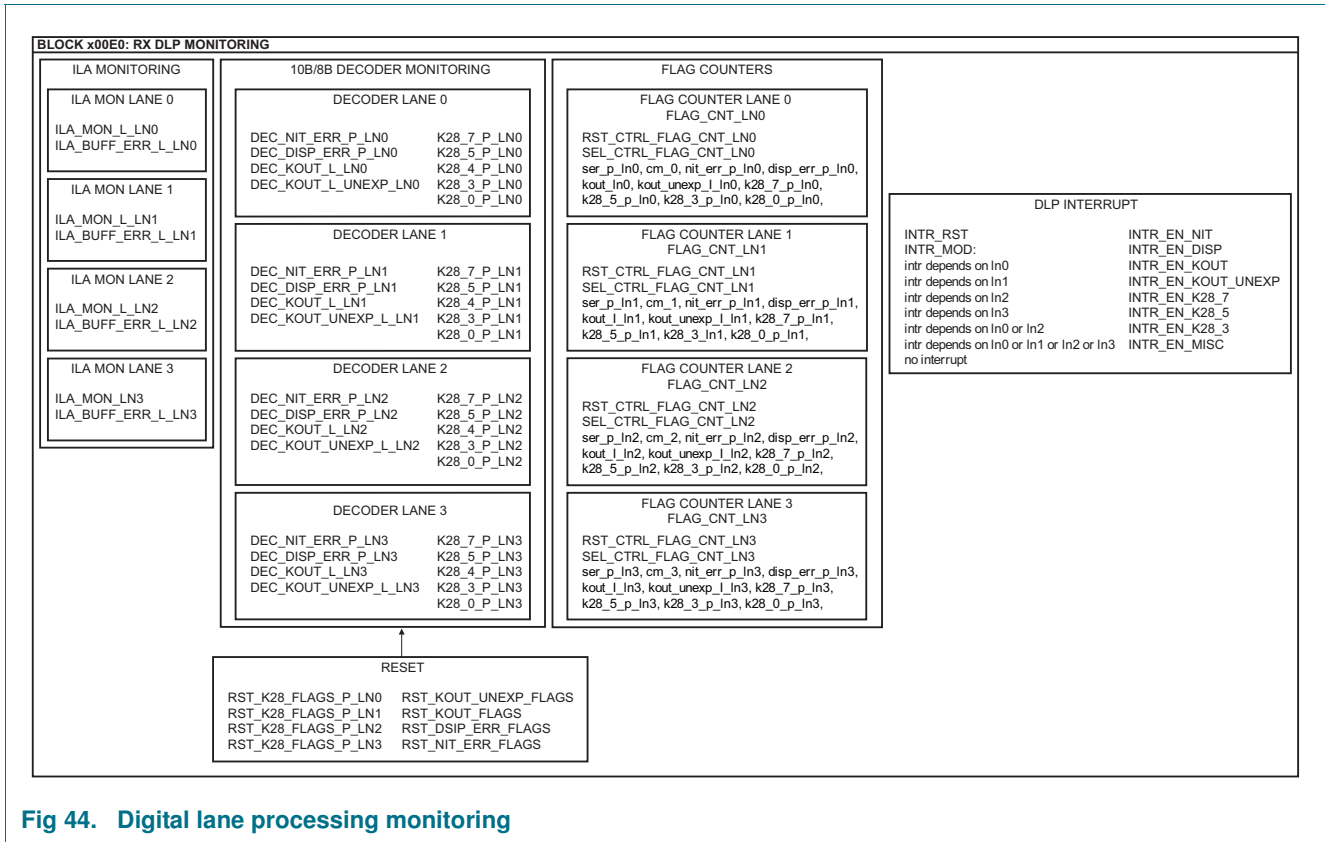 BLOCK x00E0: RX DLP MONITORING
ILA MONITORING
ILA MON LANE 0
ILA_MON_L_LN0
ILA_BUFF_ERR_L_LN0
ILA MON LANE 1
ILA_MON_L_LN1
ILA_BUFF_ERR_L_LN1
ILA MON LANE 2
ILA_MON_L_LN2
ILA_BUFF_ERR_L_LN2
ILA MON LANE 3
ILA_MON_LN3
ILA_BUFF_ERR_L_LN3
10B/8B DECODER MONITORING
DECODER LANE 0
DEC_NIT_ERR_P_LN0 K28_7_P_LN0
DEC_DISP_ERR_P_LN0 K28_5_P_LN0
DEC_KOUT_L_LN0 K28_4_P_LN0
DEC_KOUT_L_UNEXP_LN0 K28_3_P_LN0
K28_0_P_LN0
DECODER LANE 1
DEC_NIT_ERR_P_LN1 K28_7_P_LN1
DEC_DISP_ERR_P_LN1 K28_5_P_LN1
DEC_KOUT_L_LN1 K28_4_P_LN1
DEC_KOUT_UNEXP_L_LN1 K28_3_P_LN1
K28_0_P_LN1
DECODER LANE 2
DEC_NIT_ERR_P_LN2 K28_7_P_LN2
DEC_DISP_ERR_P_LN2 K28_5_P_LN2
DEC_KOUT_L_LN2 K28_4_P_LN2
DEC_KOUT_UNEXP_L_LN2 K28_3_P_LN2
K28_0_P_LN2
DECODER LANE 3
DEC_NIT_ERR_P_LN3 K28_7_P_LN3
DEC_DISP_ERR_P_LN3 K28_5_P_LN3
DEC_KOUT_L_LN3 K28_4_P_LN3
DEC_KOUT_UNEXP_L_LN3 K28_3_P_LN3
K28_0_P_LN3
FLAG COUNTERS
FLAG COUNTER LANE 0
FLAG_CNT_LN0
RST_CTRL_FLAG_CNT_LN0
SEL_CTRL_FLAG_CNT_LN0
ser_p_ln0, cm_0, nit_err_p_ln0, disp_err_p_ln0,
kout_ln0, kout_unexp_l_ln0, k28_7_p_ln0,
k28_5_p_ln0, k28_3_p_ln0, k28_0_p_ln0,
FLAG COUNTER LANE 1
FLAG_CNT_LN1
RST_CTRL_FLAG_CNT_LN1
SEL_CTRL_FLAG_CNT_LN1
ser_p_ln1, cm_1, nit_err_p_ln1, disp_err_p_ln1,
kout_l_ln1, kout_unexp_l_ln1, k28_7_p_ln1,
k28_5_p_ln1, k28_3_ln1, k28_0_p_ln1,
FLAG COUNTER LANE 2
FLAG_CNT_LN2
RST_CTRL_FLAG_CNT_LN2
SEL_CTRL_FLAG_CNT_LN2
ser_p_ln2, cm_2, nit_err_p_ln2, disp_err_p_ln2,
kout_l_ln2, kout_unexp_l_ln2, k28_7_p_ln2,
k28_5_p_ln2, k28_3_p_ln2, k28_0_p_ln2,
FLAG COUNTER LANE 3
FLAG_CNT_LN3
RST_CTRL_FLAG_CNT_LN3
SEL_CTRL_FLAG_CNT_LN3
ser_p_ln3, cm_3, nit_err_p_ln3, disp_err_p_ln3,
kout_l_ln3, kout_unexp_l_ln3, k28_7_p_ln3,
k28_5_p_ln3, k28_3_p_ln3, k28_0_p_ln3,
DLP INTERRUPT
INTR_RST INTR_EN_NIT
INTR_MOD: INTR_EN_DISP
intr depends on ln0 INTR_EN_KOUT
intr depends on ln1 INTR_EN_KOUT_UNEXP
intr depends on ln2 INTR_EN_K28_7
intr depends on ln3 INTR_EN_K28_5
intr depends on ln0 or ln2 INTR_EN_K28_3
intr depends on ln0 or ln1 or ln2 or ln3 INTR_EN_MISC
no interrupt
RESET
RST_K28_FLAGS_P_LN0 RST_KOUT_UNEXP_FLAGS
RST_K28_FLAGS_P_LN1 RST_KOUT_FLAGS
RST_K28_FLAGS_P_LN2 RST_DSIP_ERR_FLAGS
RST_K28_FLAGS_P_LN3 RST_NIT_ERR_FLAGS
Fig 44. Digital lane processing monitoring